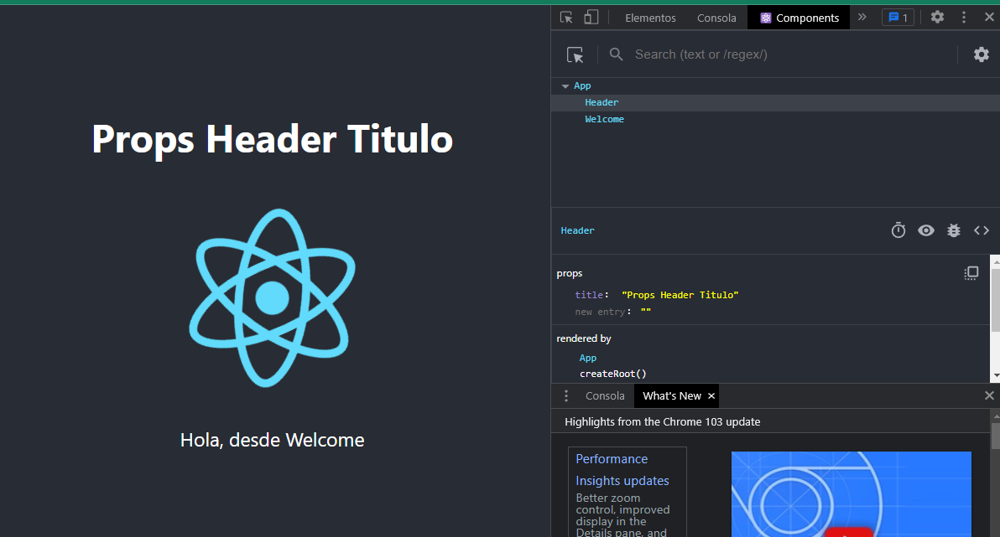 Props Header Titulo
Hola, desde Welcome
Elementos Consola Components » 1
Search (text or /regex/)
App
Header
Welcome
Header
props
title: "Props Header Titulo"
new entry: ""
rendered by
App
createRoot()
Consola What's New ×
Highlights from the Chrome 103 update
Performance
Insights updates
Better zoom
control, improved
display in the
Details pane, and